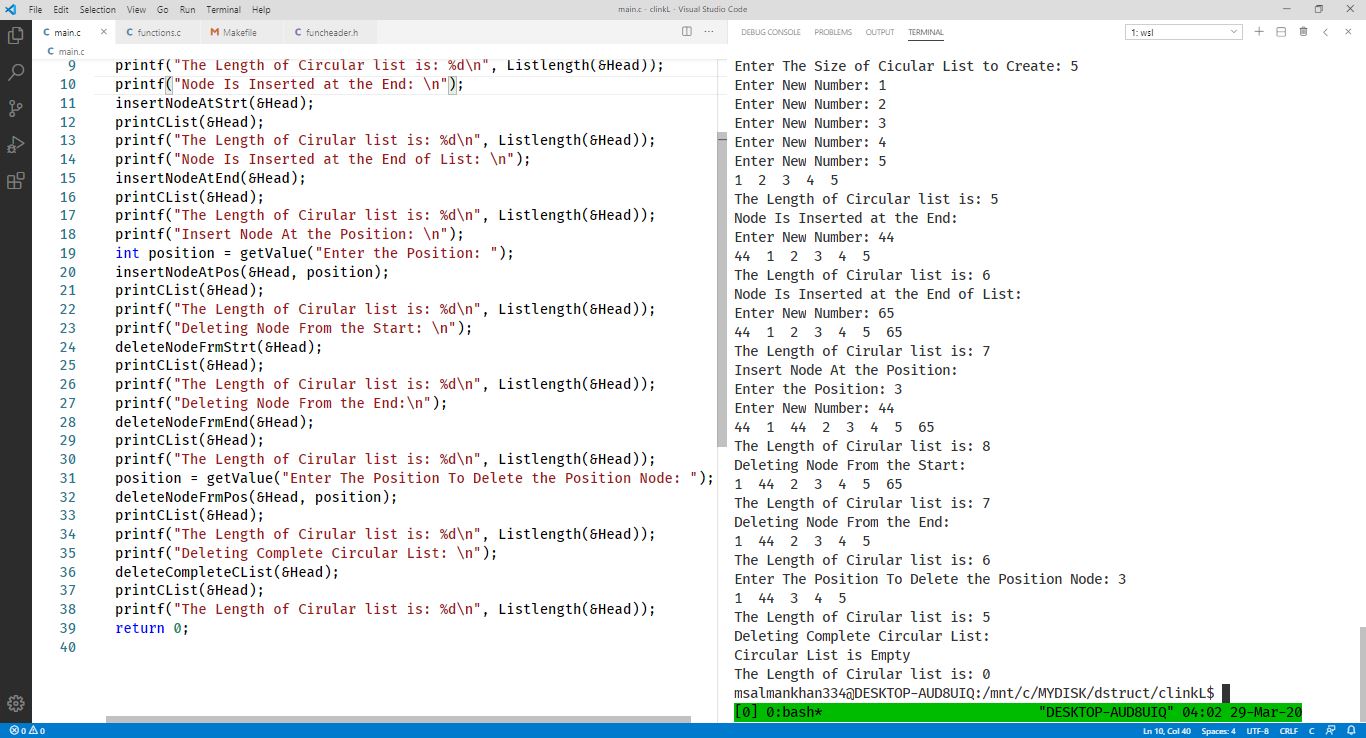 File Edit Selection View Go Run Terminal Help
main.c - clinkL - Visual Studio Code
C main.c × C functions.c M Makefile C funcheader.h
C main.c
9 printf("The Length of Circular list is: %d\n", Listlength(&Head));
10 printf("Node Is Inserted at the End: \n");
11 insertNodeAtStrt(&Head);
12 printCList(&Head);
13 printf("The Length of Cirular list is: %d\n", Listlength(&Head));
14 printf("Node Is Inserted at the End of List: \n");
15 insertNodeAtEnd(&Head);
16 printCList(&Head);
17 printf("The Length of Cirular list is: %d\n", Listlength(&Head));
18 printf("Insert Node At the Position: \n");
19 int position = getValue("Enter the Position: ");
20 insertNodeAtPos(&Head, position);
21 printCList(&Head);
22 printf("The Length of Cirular list is: %d\n", Listlength(&Head));
23 printf("Deleting Node From the Start: \n");
24 deleteNodeFrmStrt(&Head);
25 printCList(&Head);
26 printf("The Length of Cirular list is: %d\n", Listlength(&Head));
27 printf("Deleting Node From the End:\n");
28 deleteNodeFrmEnd(&Head);
29 printCList(&Head);
30 printf("The Length of Cirular list is: %d\n", Listlength(&Head));
31 position = getValue("Enter The Position To Delete the Position Node: ");
32 deleteNodeFrmPos(&Head, position);
33 printCList(&Head);
34 printf("The Length of Cirular list is: %d\n", Listlength(&Head));
35 printf("Deleting Complete Circular List: \n");
36 deleteCompleteCList(&Head);
37 printCList(&Head);
38 printf("The Length of Cirular list is: %d\n", Listlength(&Head));
39 return 0;
40
DEBUG CONSOLE PROBLEMS OUTPUT TERMINAL
1: wsl
Enter The Size of Cicular List to Create: 5
Enter New Number: 1
Enter New Number: 2
Enter New Number: 3
Enter New Number: 4
Enter New Number: 5
1 2 3 4 5
The Length of Circular list is: 5
Node Is Inserted at the End:
Enter New Number: 44
44 1 2 3 4 5
The Length of Cirular list is: 6
Node Is Inserted at the End of List:
Enter New Number: 65
44 1 2 3 4 5 65
The Length of Cirular list is: 7
Insert Node At the Position:
Enter the Position: 3
Enter New Number: 44
44 1 44 2 3 4 5 65
The Length of Cirular list is: 8
Deleting Node From the Start:
1 44 2 3 4 5 65
The Length of Cirular list is: 7
Deleting Node From the End:
1 44 2 3 4 5
The Length of Cirular list is: 6
Enter The Position To Delete the Position Node: 3
1 44 3 4 5
The Length of Cirular list is: 5
Deleting Complete Circular List:
Circular List is Empty
The Length of Cirular list is: 0
msalmankhan334@DESKTOP-AUD8UIQ:/mnt/c/MYDISK/dstruct/clinkL$
[0] 0:bash* "DESKTOP-AUD8UIQ" 04:02 29-Mar-20
0 0 Ln 10, Col 40 Spaces: 4 UTF-8 CRLF C